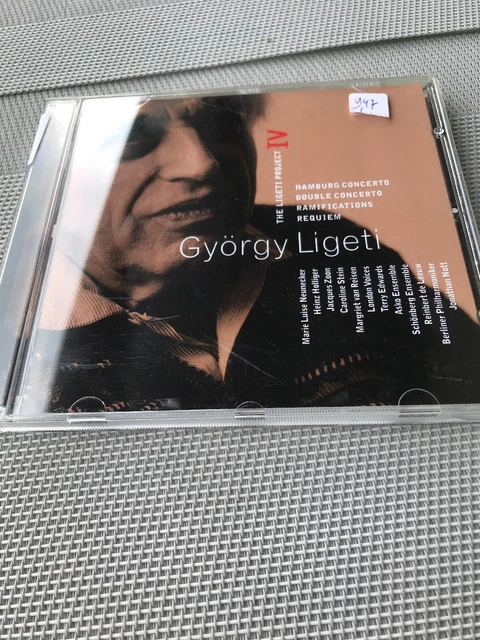 9,47
THE LIGETI PROJECT IV
HAMBURG CONCERTO
DOUBLE CONCERTO
RAMIFICATIONS
REQUIEM
György Ligeti
Marie Luise Neunecker
Heinz Holliger
Jacques Zoon
Caroline Stein
Margriet van Reisen
London Voices
Terry Edwards
Asko Ensemble
Schönberg Ensemble
Reinbert de Leeuw
Berliner Philharmoniker
Jonathan Nott